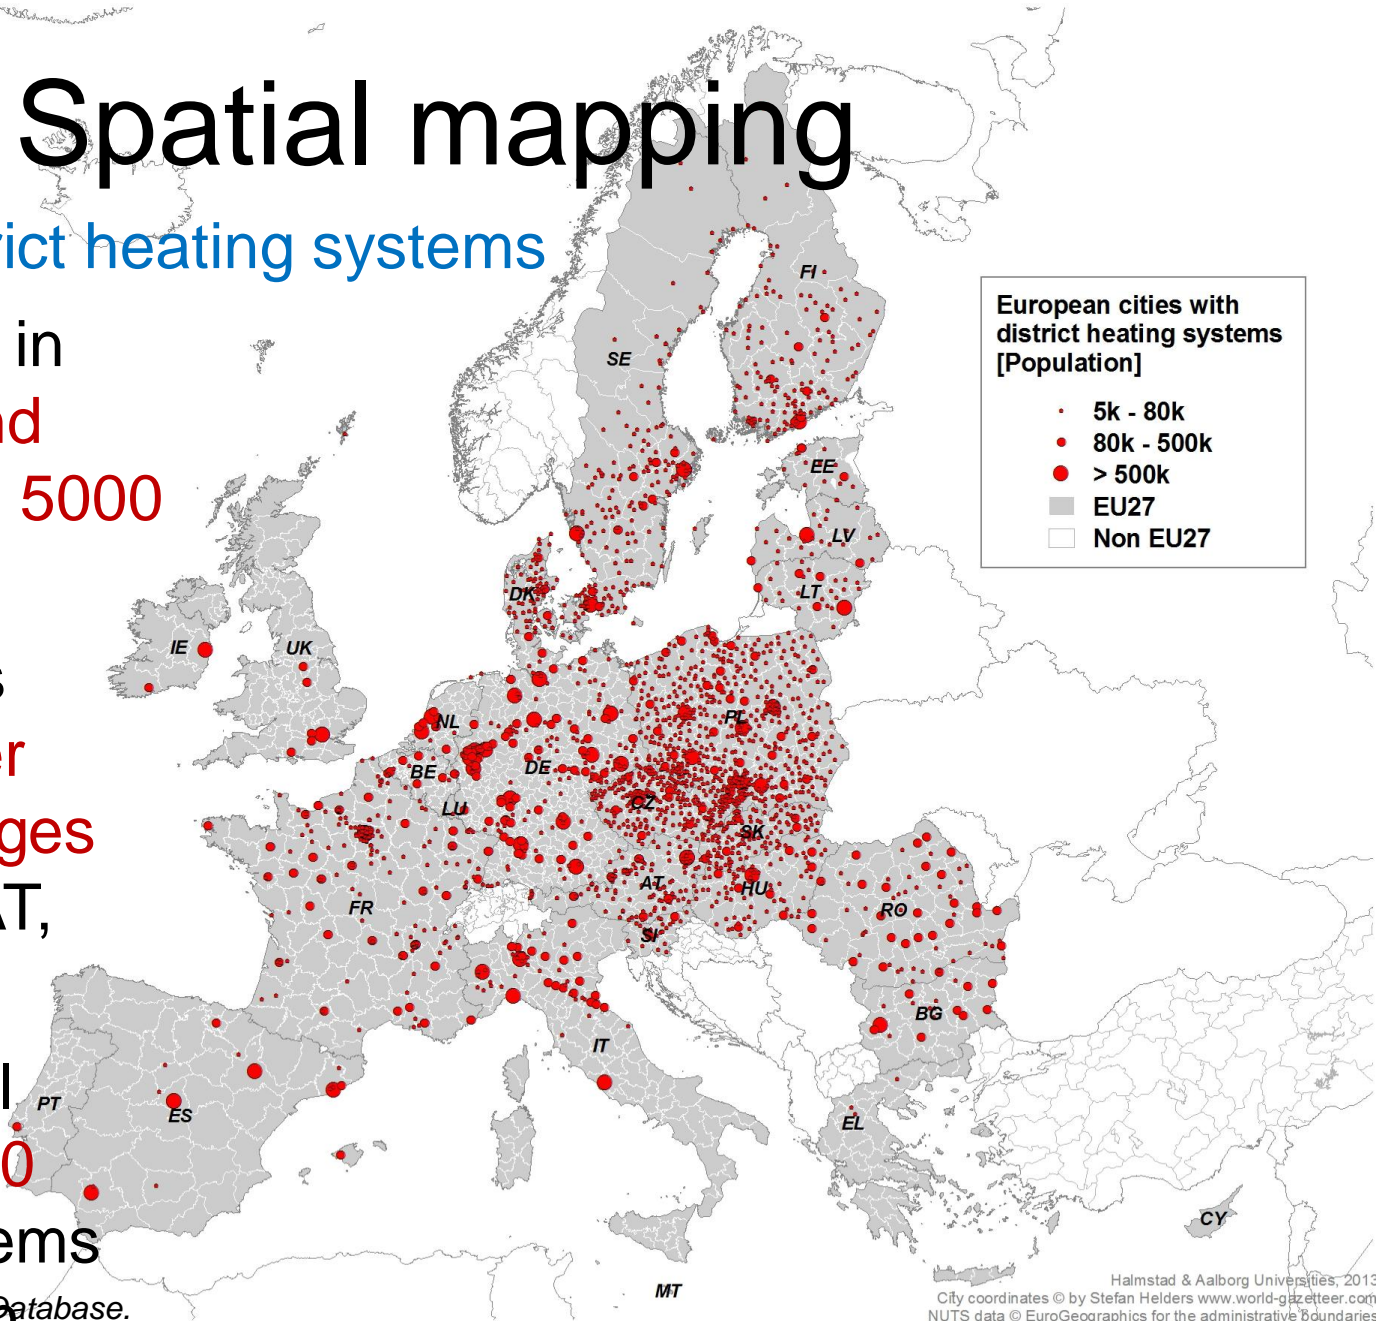 Spatial mapping
rict heating systems
in
nd
5000
s
er
ges
AT,
l
0
ems
Database.
European cities with
district heating systems
[Population]
5k - 80k
80k - 500k
> 500k
EU27
Non EU27
FI
SE
EE
LV
LT
DK
IE
UK
NL
PL
BE
DE
LU
CZ
SK
AT
HU
FR
RO
SI
BG
IT
PT
ES
EL
CY
MT
Halmstad & Aalborg Universities, 2013
City coordinates © by Stefan Helders www.world-gazetteer.com
NUTS data © EuroGeographics for the administrative boundaries